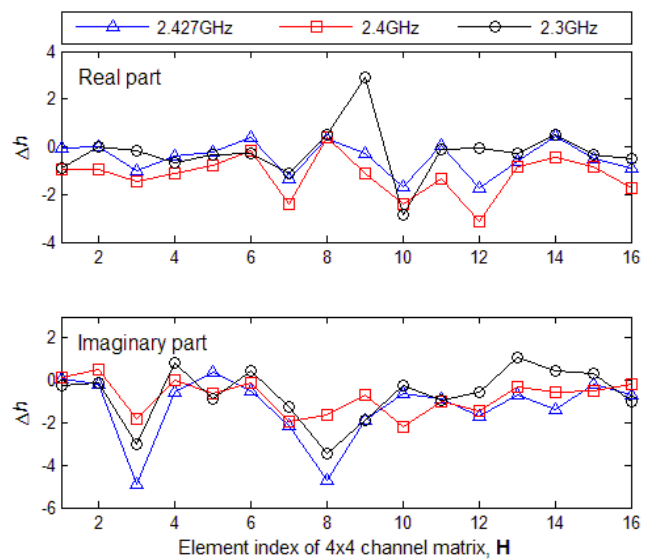 2.427GHz 2.4GHz 2.3GHz
Real part
4
2
0
-2
-4
Δh
2 4 6 8 10 12 14 16
Imaginary part
2
0
-2
-4
-6
Δh
2 4 6 8 10 12 14 16
Element index of 4x4 channel matrix, H